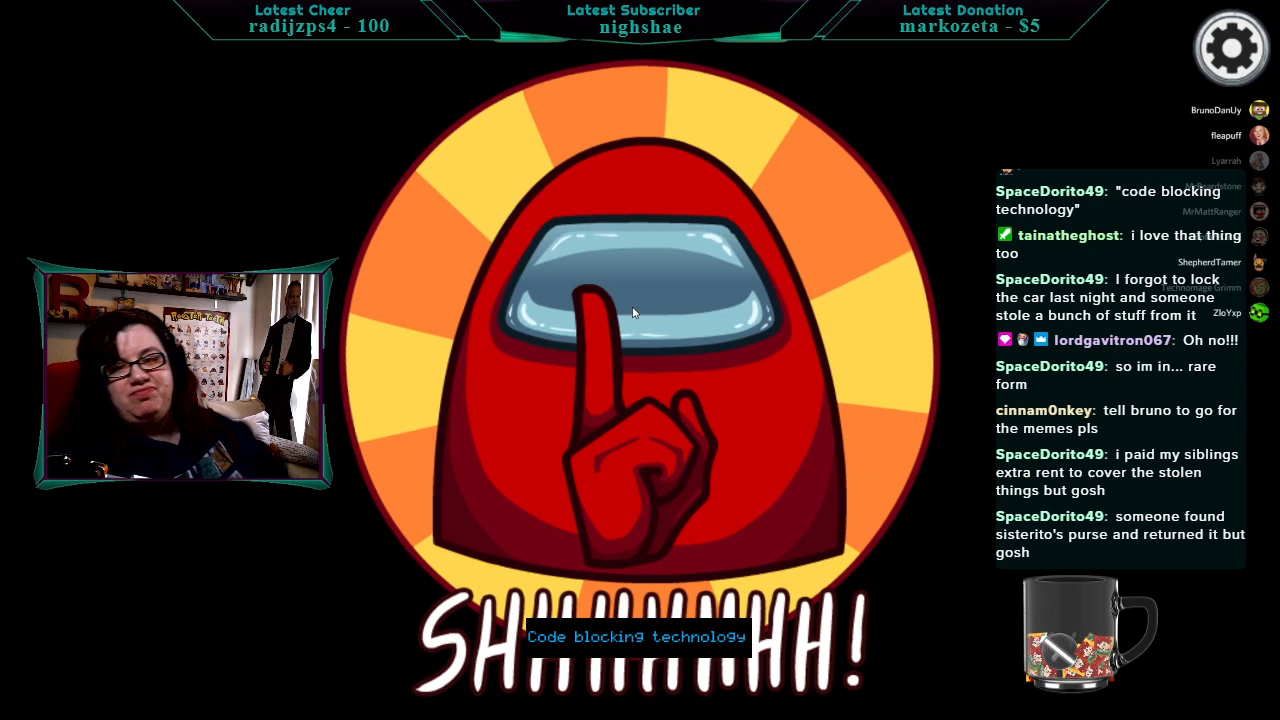 Latest Cheer
radijzps4 - 100
Latest Subscriber
nighshae
Latest Donation
markozeta - $5
BrunoDanUy
fleapuff
Lyarrah
MrMattRanger
ShepherdTamer
Technomage Grimm
ZloYxp
SpaceDorito49: "code blocking
technology"
tainatheghost: i love that thing
too
SpaceDorito49: I forgot to lock
the car last night and someone
stole a bunch of stuff from it
lordgavitron067: Oh no!!!
SpaceDorito49: so im in... rare
form
cinnam0nkey: tell bruno to go for
the memes pls
SpaceDorito49: i paid my siblings
extra rent to cover the stolen
things but gosh
SpaceDorito49: someone found
sisterito's purse and returned it but
gosh
SHHHHHHH!
Code blocking technology